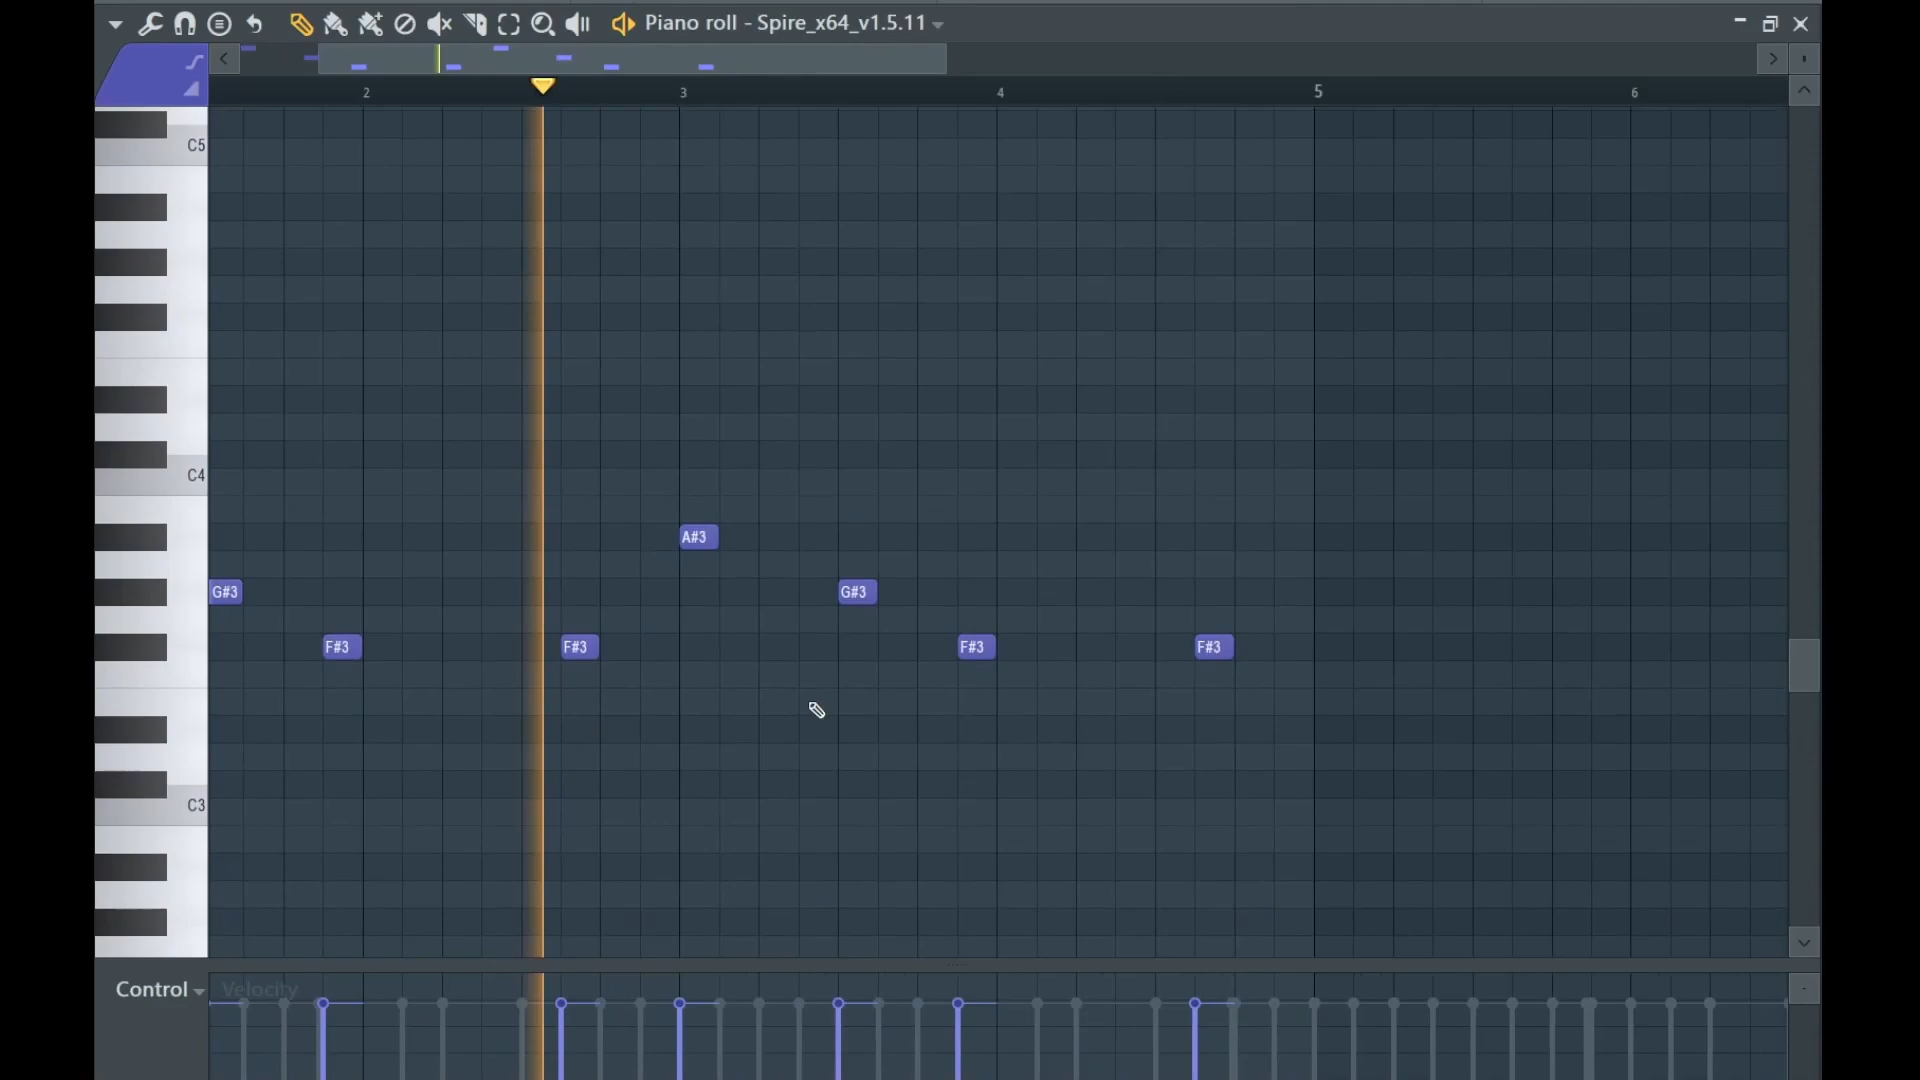 Piano roll - Spire_x64_v1.5.11
2 3 4 5 6
C5
C4
A#3
G#3 G#3
F#3 F#3 F#3 F#3
C3
Control Velocity